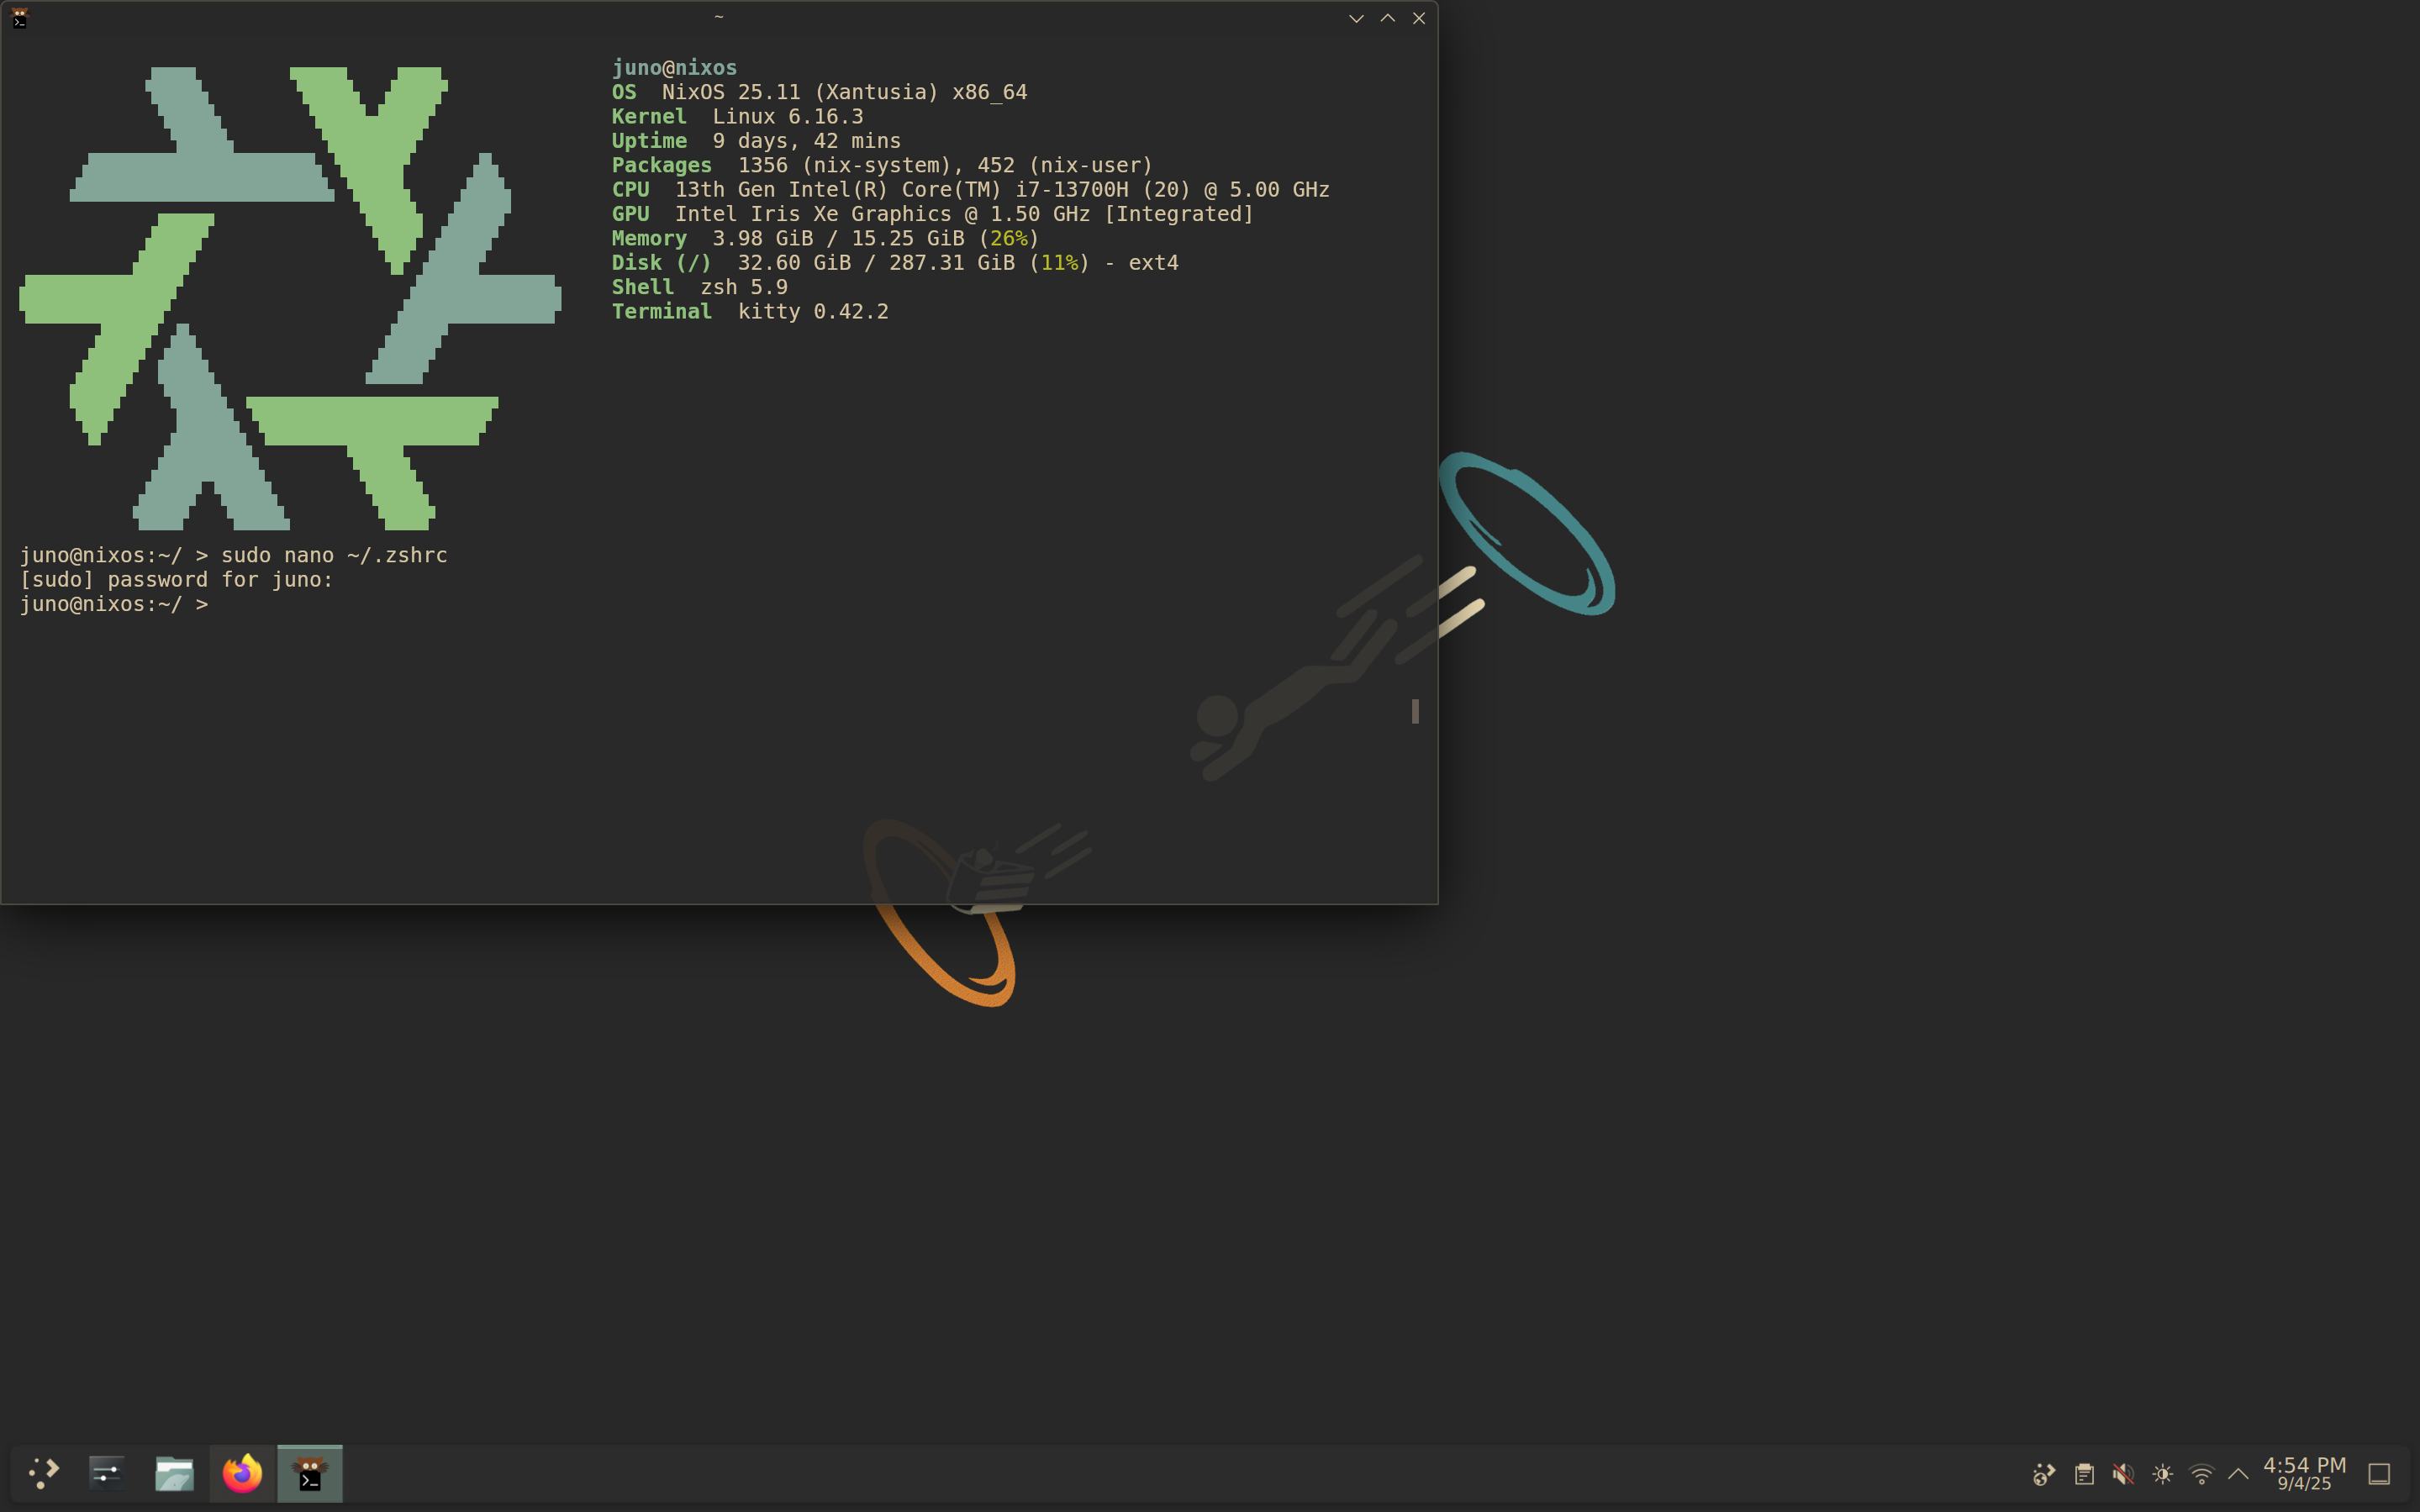 ~
juno@nixos
OS  NixOS 25.11 (Xantusia) x86_64
Kernel  Linux 6.16.3
Uptime  9 days, 42 mins
Packages  1356 (nix-system), 452 (nix-user)
CPU  13th Gen Intel(R) Core(TM) i7-13700H (20) @ 5.00 GHz
GPU  Intel Iris Xe Graphics @ 1.50 GHz [Integrated]
Memory  3.98 GiB / 15.25 GiB (26%)
Disk (/)  32.60 GiB / 287.31 GiB (11%) - ext4
Shell  zsh 5.9
Terminal  kitty 0.42.2
juno@nixos:~/ > sudo nano ~/.zshrc
[sudo] password for juno:
juno@nixos:~/ >
4:54 PM
9/4/25